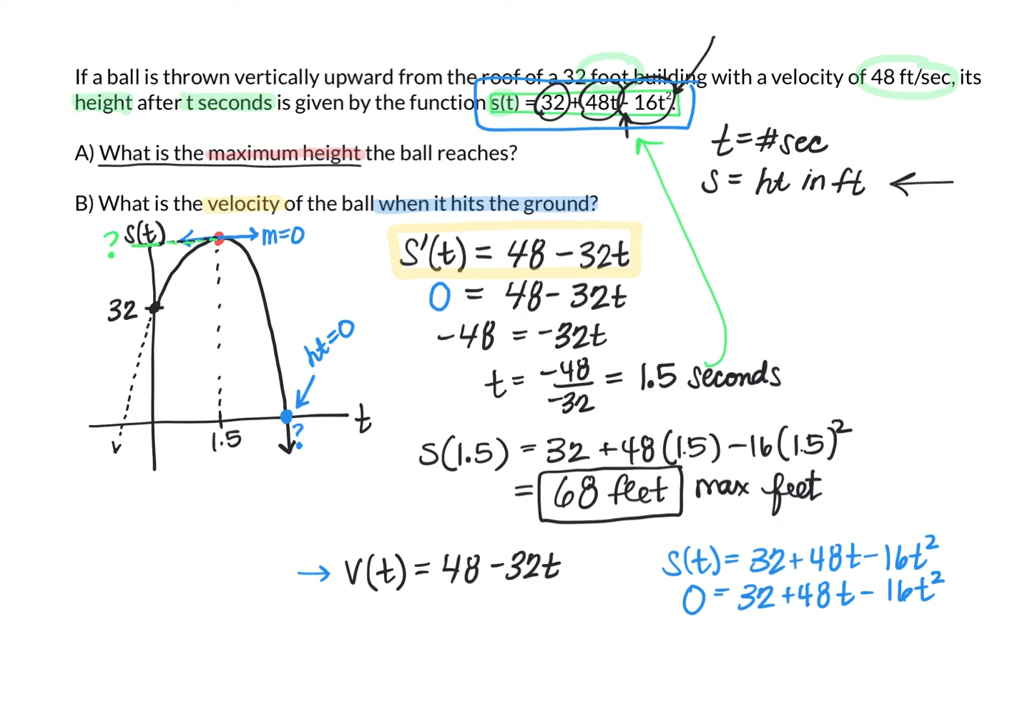 If a ball is thrown vertically upward from the roof of a 32 foot building with a velocity of 48 ft/sec, its
height after t seconds is given by the function s(t) = 32 + 48t - 16t².
t = #sec
A) What is the maximum height the ball reaches?
s = ht in ft ←
B) What is the velocity of the ball when it hits the ground?
? s(t)
m=0
S'(t) = 48 - 32t
0 = 48 - 32t
32
-48 = -32t
ht=0
t = -48/-32 = 1.5 seconds
t
1.5
?
S(1.5) = 32 + 48(1.5) - 16(1.5)²
= 68 feet max feet
→ V(t) = 48 - 32t
S(t) = 32 + 48t - 16t²
0 = 32 + 48t - 16t²